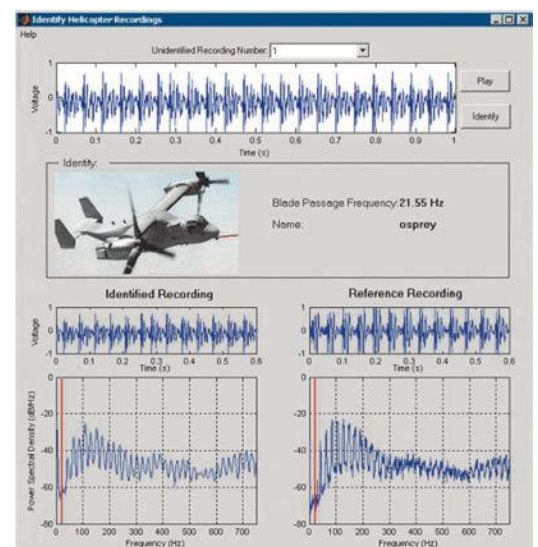 Identify Helicopter Recordings
Help
Unidentified Recording Number: 1
1
Voltage
-1
0 0.1 0.2 0.3 0.4 0.5 0.6 0.7 0.8 0.9 1
Time (s)
Play
Identify
Identify:
Blade Passage Frequency: 21.55 Hz
Name: osprey
Identified Recording
Reference Recording
1
Voltage
-1
0 0.1 0.2 0.3 0.4 0.5 0.6
Time (s)
1
0
-1
0 0.1 0.2 0.3 0.4 0.5 0.6
Time (s)
0
-20
-40
-60
-80
Power Spectral Density (dB/Hz)
0 100 200 300 400 500 600 700
Frequency (Hz)
0
-20
-40
-60
-80
0 100 200 300 400 500 600 700
Frequency (Hz)